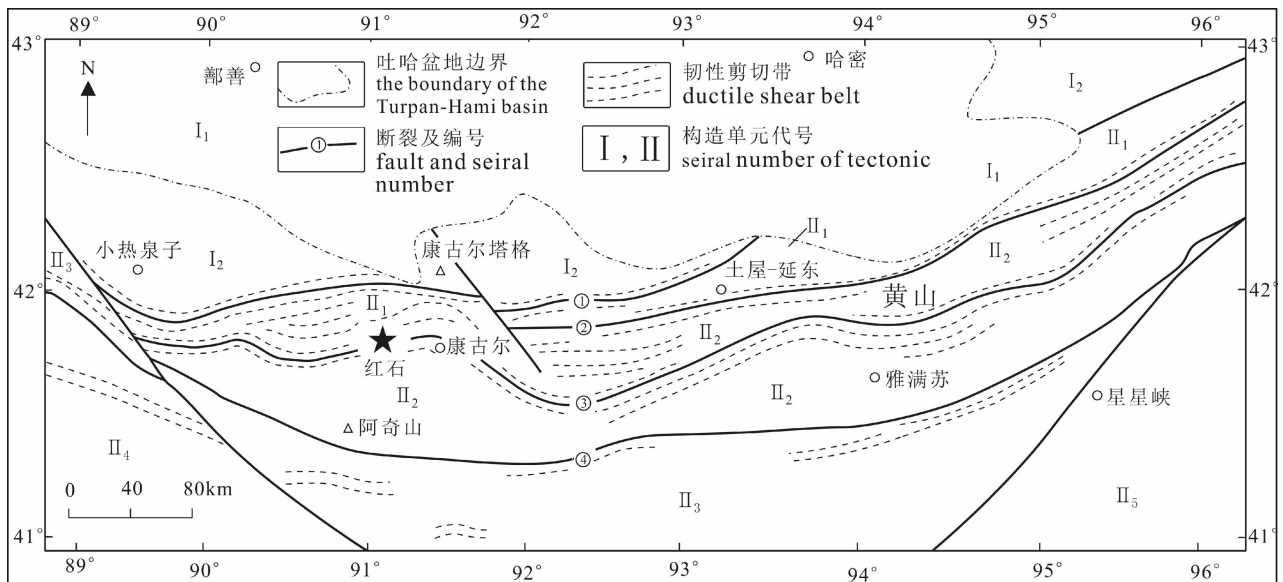 89° 90° 91° 92° 93° 94° 95° 96°
43° 43°
N
鄯善
吐哈盆地边界
the boundary of the
Turpan-Hami basin
韧性剪切带
ductile shear belt
哈密
I₂
I₁
① 断裂及编号
fault and seiral
number
I , II
构造单元代号
seiral number of tectonic
II₁
I₁
II₃
小热泉子
I₂
康古尔塔格
I₂
II₁
土屋-延东
II₂
42° 42°
II₁
①
黄山
②
II₂
红石
康古尔
II₂
③
II₂
雅满苏
星星峡
阿奇山
II₄
④
0 40 80km
II₃
II₅
41° 41°
89° 90° 91° 92° 93° 94° 95° 96°